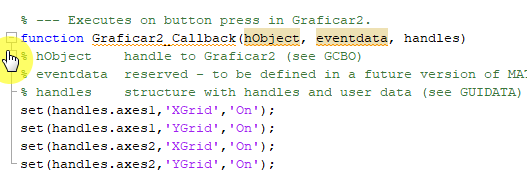 % --- Executes on button press in Graficar2.
function Graficar2_Callback(hObject, eventdata, handles)
% hObject    handle to Graficar2 (see GCBO)
% eventdata  reserved - to be defined in a future version of MAT
% handles    structure with handles and user data (see GUIDATA)
set(handles.axes1,'XGrid','On');
set(handles.axes1,'YGrid','On');
set(handles.axes2,'XGrid','On');
set(handles.axes2,'YGrid','On');